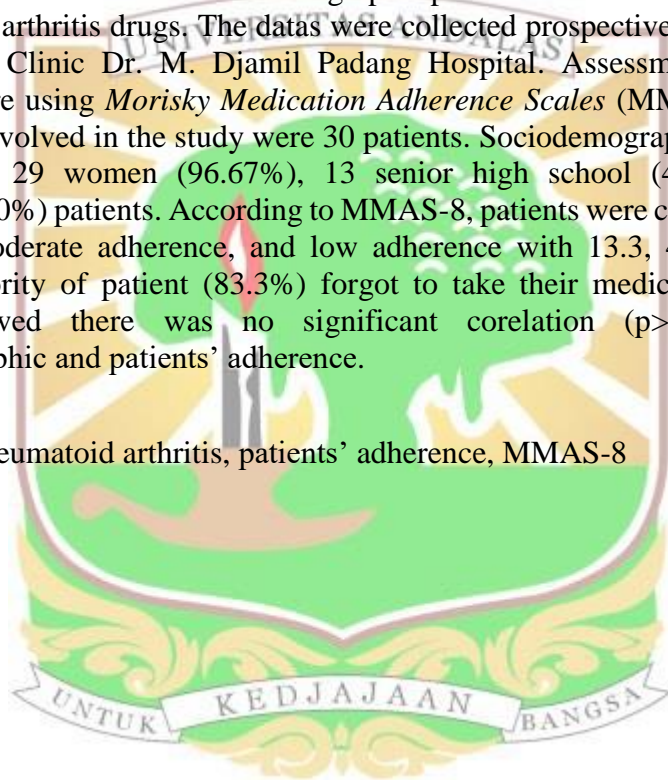 arthritis drugs. The datas were collected prospective
UNIVERSITAS ANDALAS
Clinic Dr. M. Djamil Padang Hospital. Assessm
re using Morisky Medication Adherence Scales (MM
volved in the study were 30 patients. Sociodemograp
29 women (96.67%), 13 senior high school (4
0%) patients. According to MMAS-8, patients were c
oderate adherence, and low adherence with 13.3, 4
rity of patient (83.3%) forgot to take their medic
ved there was no significant corelation (p>
phic and patients’ adherence.
eumatoid arthritis, patients’ adherence, MMAS-8
UNTUK KEDJAJAAN BANGSA